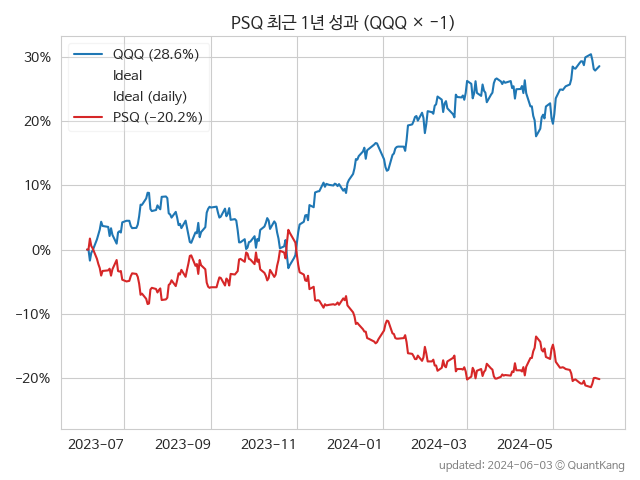 PSQ 최근 1년 성과 (QQQ × −1)
QQQ (28.6%)
Ideal
Ideal (daily)
PSQ (−20.2%)
30%
20%
10%
0%
−10%
−20%
2023-07 2023-09 2023-11 2024-01 2024-03 2024-05
updated: 2024-06-03 © QuantKang